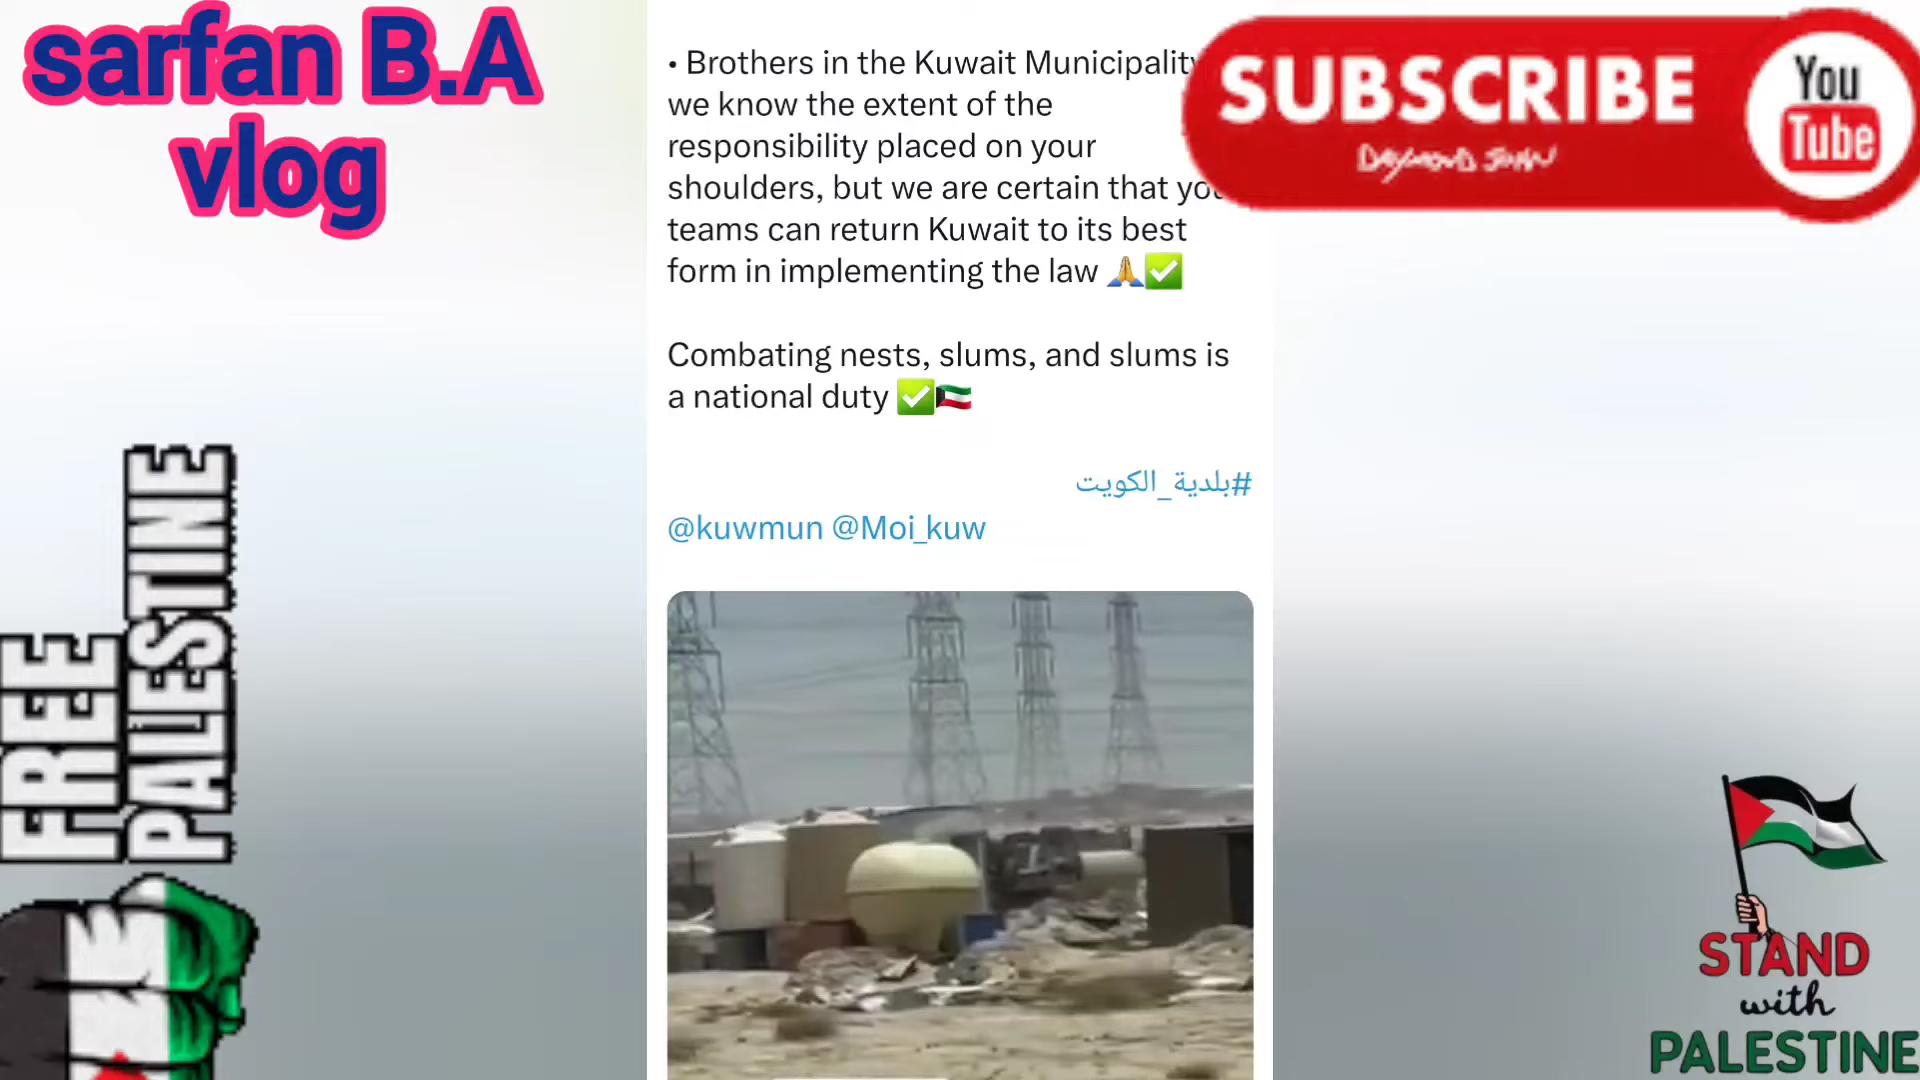 sarfan B.A
vlog
• Brothers in the Kuwait Municipality
we know the extent of the
responsibility placed on your
shoulders, but we are certain that
teams can return Kuwait to its best
form in implementing the law 🙏✅
Combating nests, slums, and slums is
a national duty ✅🇰🇼
#بلدية_الكويت
@kuwmun @Moi_kuw
SUBSCRIBE
You
Tube
FREE
PALESTINE
STAND
with
PALESTINE